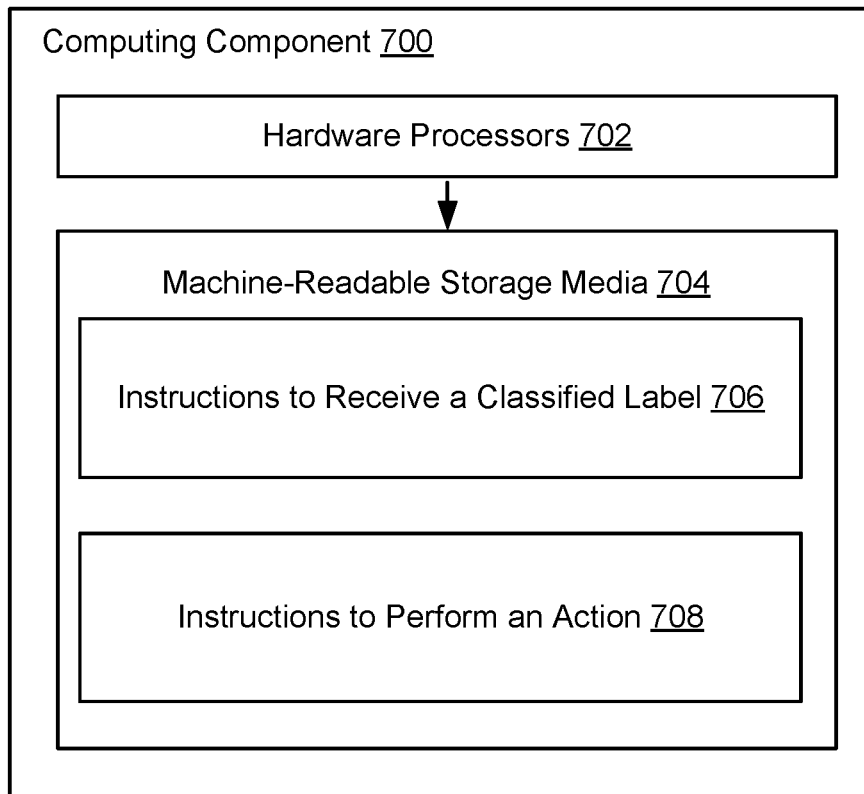 Computing Component 700
Hardware Processors 702
Machine-Readable Storage Media 704
Instructions to Receive a Classified Label 706
Instructions to Perform an Action 708